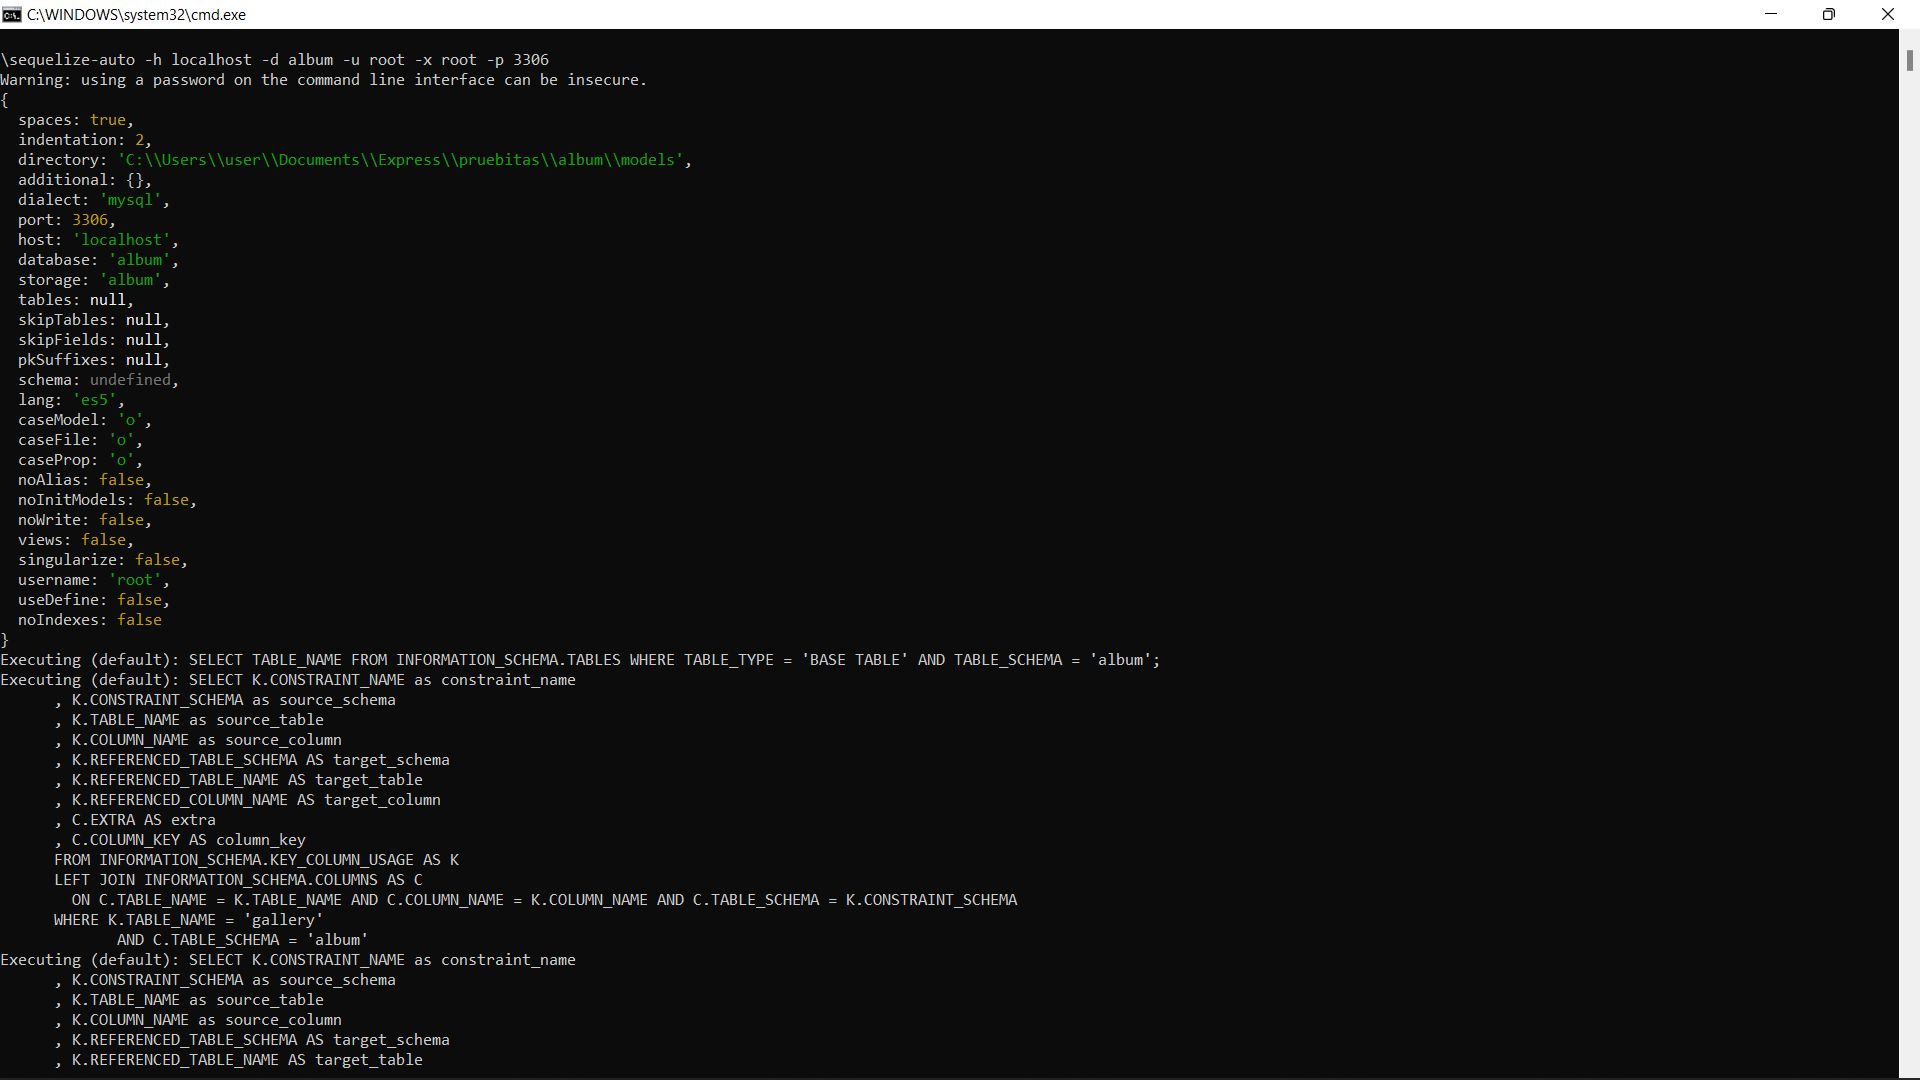 C:\WINDOWS\system32\cmd.exe
\sequelize-auto -h localhost -d album -u root -x root -p 3306
Warning: using a password on the command line interface can be insecure.
{
  spaces: true,
  indentation: 2,
  directory: 'C:\\Users\\user\\Documents\\Express\\pruebitas\\album\\models',
  additional: {},
  dialect: 'mysql',
  port: 3306,
  host: 'localhost',
  database: 'album',
  storage: 'album',
  tables: null,
  skipTables: null,
  skipFields: null,
  pkSuffixes: null,
  schema: undefined,
  lang: 'es5',
  caseModel: 'o',
  caseFile: 'o',
  caseProp: 'o',
  noAlias: false,
  noInitModels: false,
  noWrite: false,
  views: false,
  singularize: false,
  username: 'root',
  useDefine: false,
  noIndexes: false
}
Executing (default): SELECT TABLE_NAME FROM INFORMATION_SCHEMA.TABLES WHERE TABLE_TYPE = 'BASE TABLE' AND TABLE_SCHEMA = 'album';
Executing (default): SELECT K.CONSTRAINT_NAME as constraint_name
      , K.CONSTRAINT_SCHEMA as source_schema
      , K.TABLE_NAME as source_table
      , K.COLUMN_NAME as source_column
      , K.REFERENCED_TABLE_SCHEMA AS target_schema
      , K.REFERENCED_TABLE_NAME AS target_table
      , K.REFERENCED_COLUMN_NAME AS target_column
      , C.EXTRA AS extra
      , C.COLUMN_KEY AS column_key
      FROM INFORMATION_SCHEMA.KEY_COLUMN_USAGE AS K
      LEFT JOIN INFORMATION_SCHEMA.COLUMNS AS C
        ON C.TABLE_NAME = K.TABLE_NAME AND C.COLUMN_NAME = K.COLUMN_NAME AND C.TABLE_SCHEMA = K.CONSTRAINT_SCHEMA
      WHERE K.TABLE_NAME = 'gallery'
             AND C.TABLE_SCHEMA = 'album'
Executing (default): SELECT K.CONSTRAINT_NAME as constraint_name
      , K.CONSTRAINT_SCHEMA as source_schema
      , K.TABLE_NAME as source_table
      , K.COLUMN_NAME as source_column
      , K.REFERENCED_TABLE_SCHEMA AS target_schema
      , K.REFERENCED_TABLE_NAME AS target_table